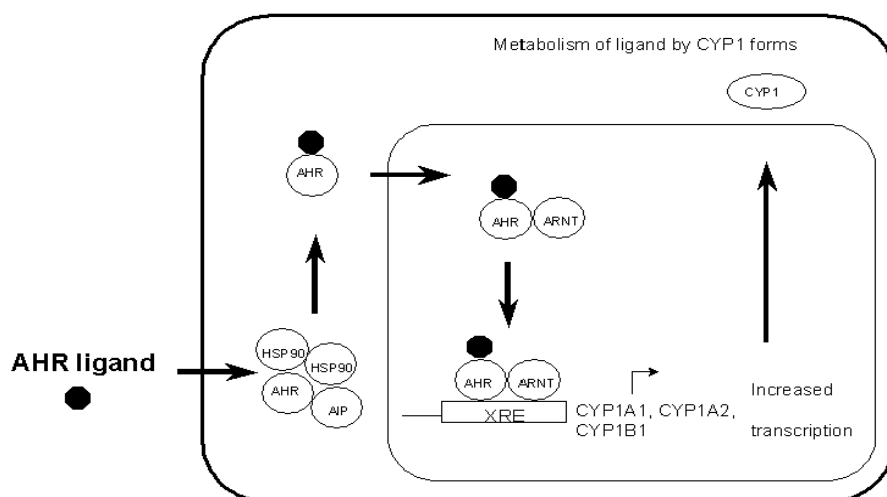 Metabolism of ligand by CYP1 forms
CYP1
AHR
AHR
ARNT
AHR ligand
HSP90
HSP90
AHR
AIP
AHR
ARNT
XRE
CYP1A1, CYP1A2,
CYP1B1
Increased
transcription